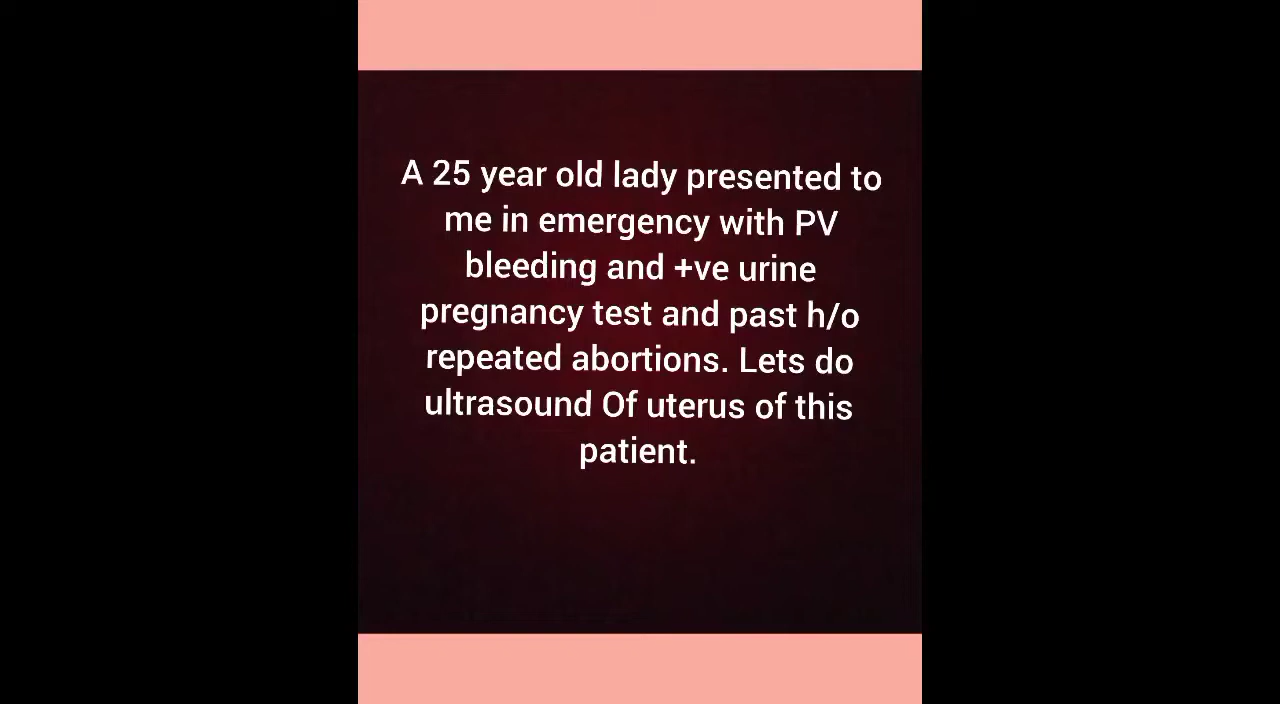 A 25 year old lady presented to
me in emergency with PV
bleeding and +ve urine
pregnancy test and past h/o
repeated abortions. Lets do
ultrasound Of uterus of this
patient.